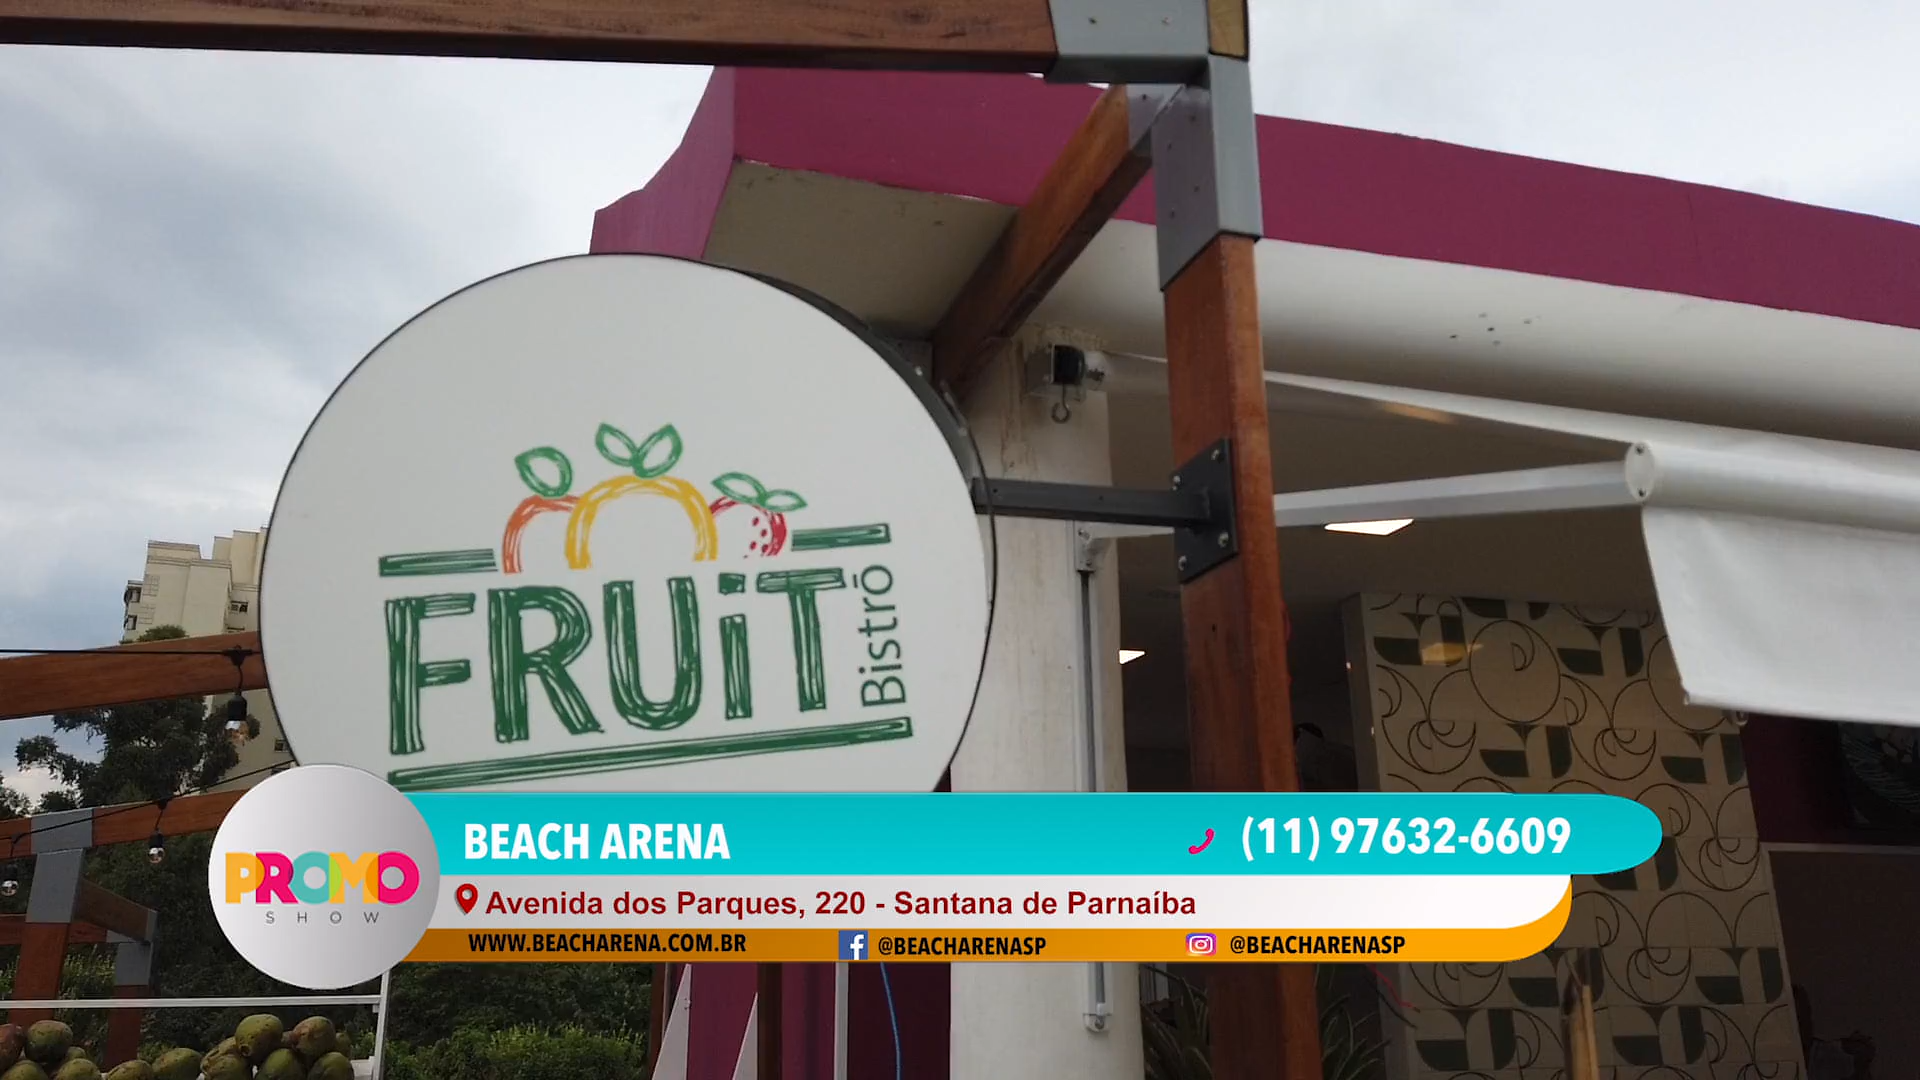 FRUiT
Bistrō
BEACH ARENA
(11) 97632-6609
PROMO
SHOW
Avenida dos Parques, 220 - Santana de Parnaíba
WWW.BEACHARENA.COM.BR
@BEACHARENASP
@BEACHARENASP